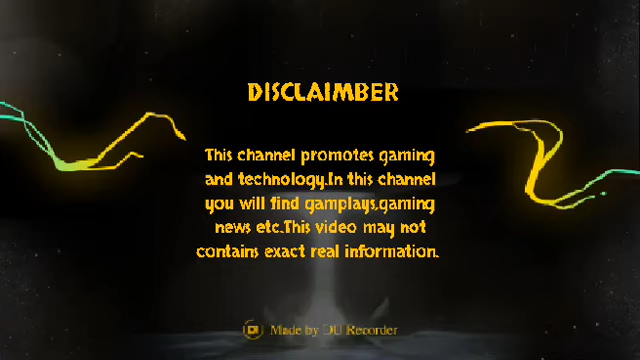 DISCLAIMBER
This channel promotes gaming
and technology.In this channel
you will find gamplays,gaming
news etc.This video may not
contains exact real information.
Made by DU Recorder